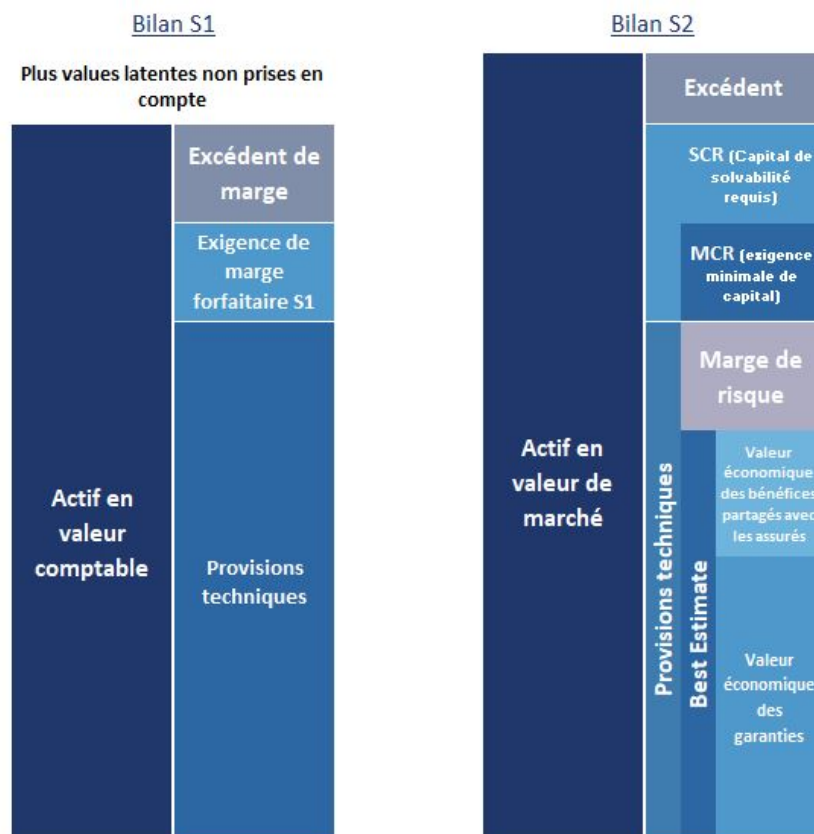 Bilan S1
Plus values latentes non prises en
compte
Excédent de
marge
Exigence de
marge
forfaitaire S1
Actif en
valeur
comptable
Provisions
techniques
Bilan S2
Excédent
SCR (Capital de
solvabilité
requis)
MCR (exigence
minimale de
capital)
Marge de
risque
Actif en
valeur de
marché
Provisions techniques
Best Estimate
Valeur
économique
des bénéfices
partagés avec
les assurés
Valeur
économique
des
garanties